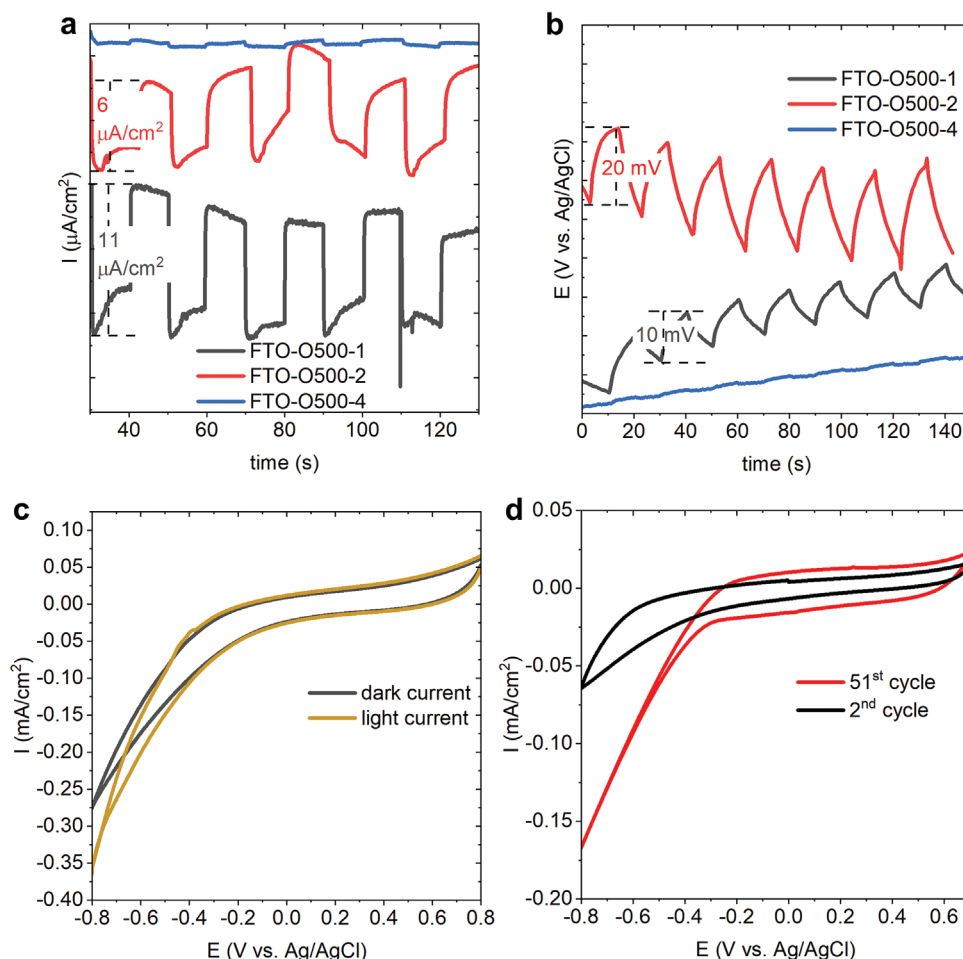 a
I (μA/cm²)
6
μA/cm²
11
μA/cm²
FTO-O500-1
FTO-O500-2
FTO-O500-4
40 60 80 100 120
time (s)
b
E (V vs. Ag/AgCl)
FTO-O500-1
FTO-O500-2
FTO-O500-4
20 mV
10 mV
0 20 40 60 80 100 120 140
time (s)
c
I (mA/cm²)
0.10
0.05
0.00
-0.05
-0.10
-0.15
-0.20
-0.25
-0.30
-0.35
-0.40
dark current
light current
-0.8 -0.6 -0.4 -0.2 0.0 0.2 0.4 0.6 0.8
E (V vs. Ag/AgCl)
d
I (mA/cm²)
0.05
0.00
-0.05
-0.10
-0.15
-0.20
51st cycle
2nd cycle
-0.8 -0.6 -0.4 -0.2 0.0 0.2 0.4 0.6
E (V vs. Ag/AgCl)